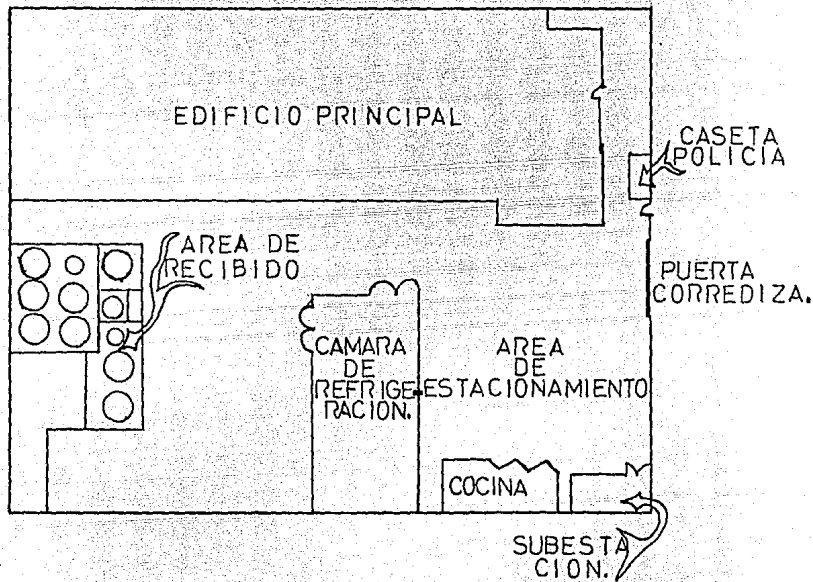 EDIFICIO PRINCIPAL
CASETA
POLICIA
AREA DE
RECIBIDO
PUERTA
CORREDIZA.
CAMARA
DE
REFRIGE
RACION.
AREA
DE
ESTACIONAMIENTO
COCINA
SUBESTA
CION.